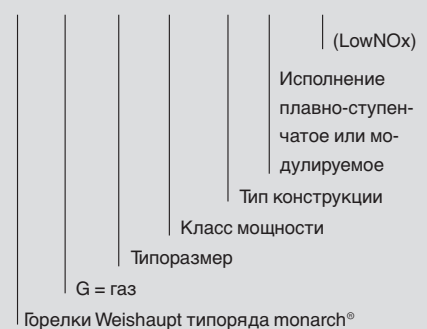 (LowNOx)
Исполнение
плавно-ступен-
чатое или мо-
дулируемое
Тип конструкции
Класс мощности
Типоразмер
G = газ
Горелки Weishaupt типоряда monarch®